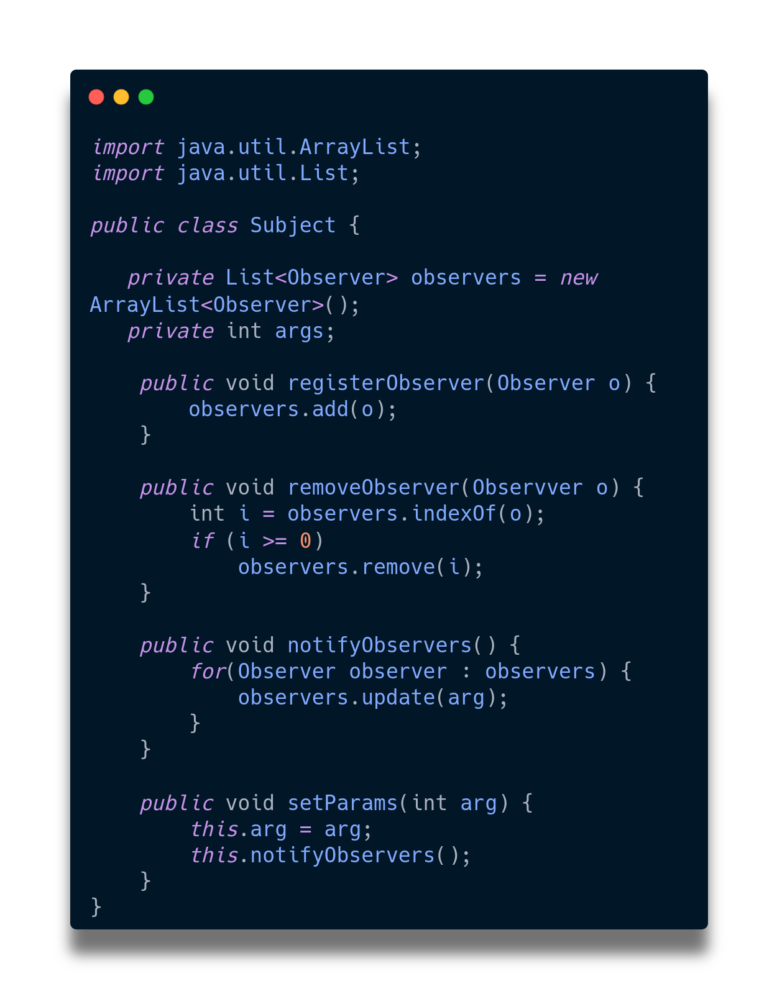 import java.util.ArrayList;
import java.util.List;

public class Subject {

   private List<Observer> observers = new
ArrayList<Observer>();
   private int args;

    public void registerObserver(Observer o) {
        observers.add(o);
    }

    public void removeObserver(Observver o) {
        int i = observers.indexOf(o);
        if (i >= 0)
            observers.remove(i);
    }

    public void notifyObservers() {
        for(Observer observer : observers) {
            observers.update(arg);
        }
    }

    public void setParams(int arg) {
        this.arg = arg;
        this.notifyObservers();
    }
}